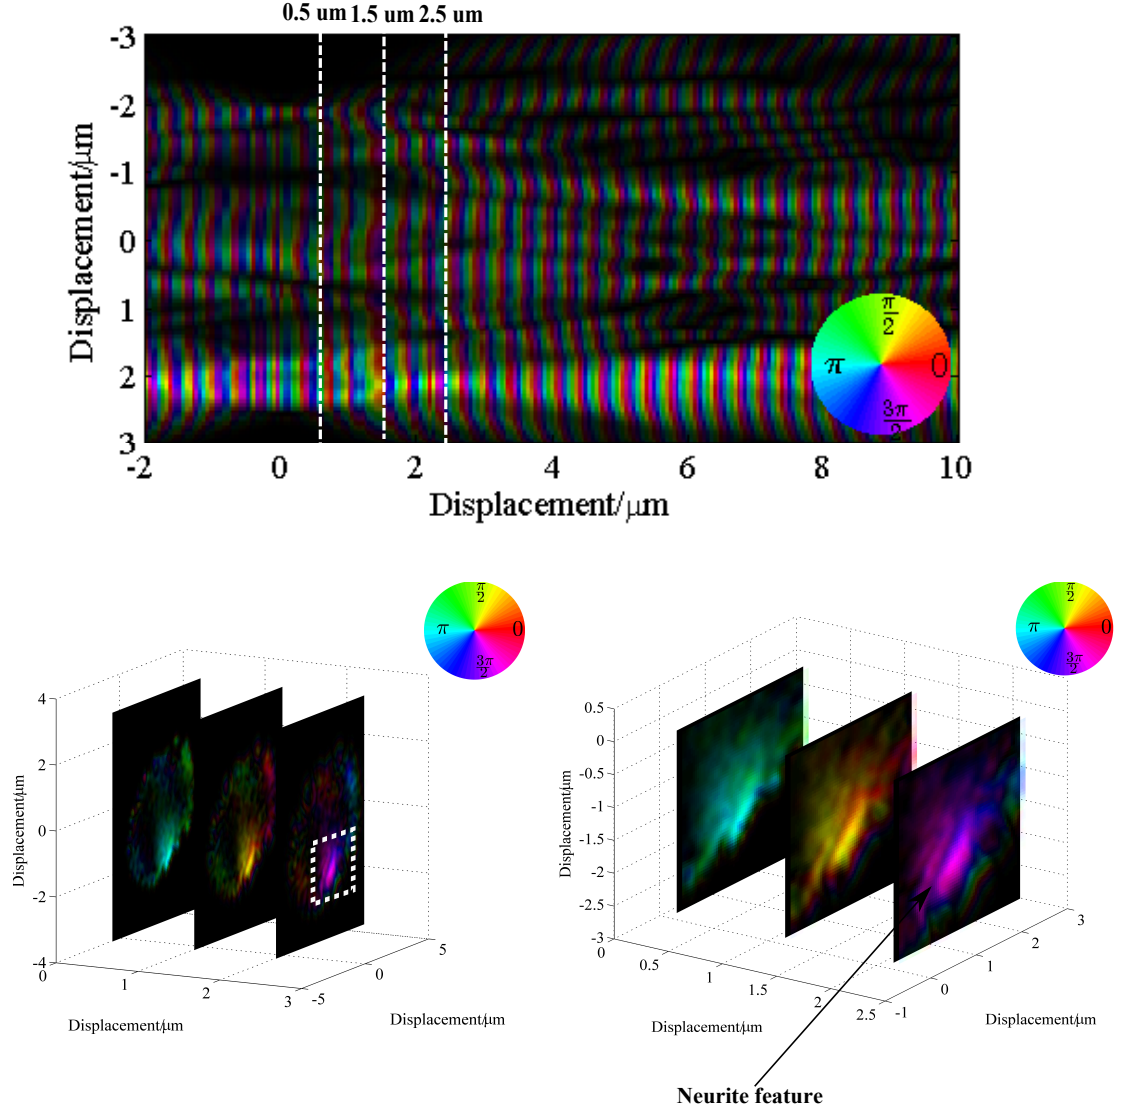 0.5 um 1.5 um 2.5 um
-3
-2
-1
0
1
2
3
Displacement/μm
-2 0 2 4 6 8 10
Displacement/μm
π/2
π 0
3π/2
π/2
π 0
3π/2
4
2
0
-2
-4
Displacement/μm
0 1 2 3
Displacement/μm
-5 0 5
Displacement/μm
π/2
π 0
3π/2
0.5
0
-0.5
-1
-1.5
-2
-2.5
-3
Displacement/μm
0 0.5 1 1.5 2 2.5
Displacement/μm
-1 0 1 2 3
Displacement/μm
Neurite feature